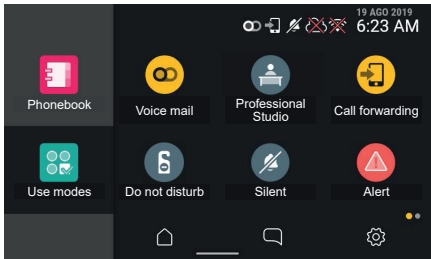 19 AGO 2019
6:23 AM
Phonebook
Voice mail
Professional
Studio
Call forwarding
Use modes
Do not disturb
Silent
Alert